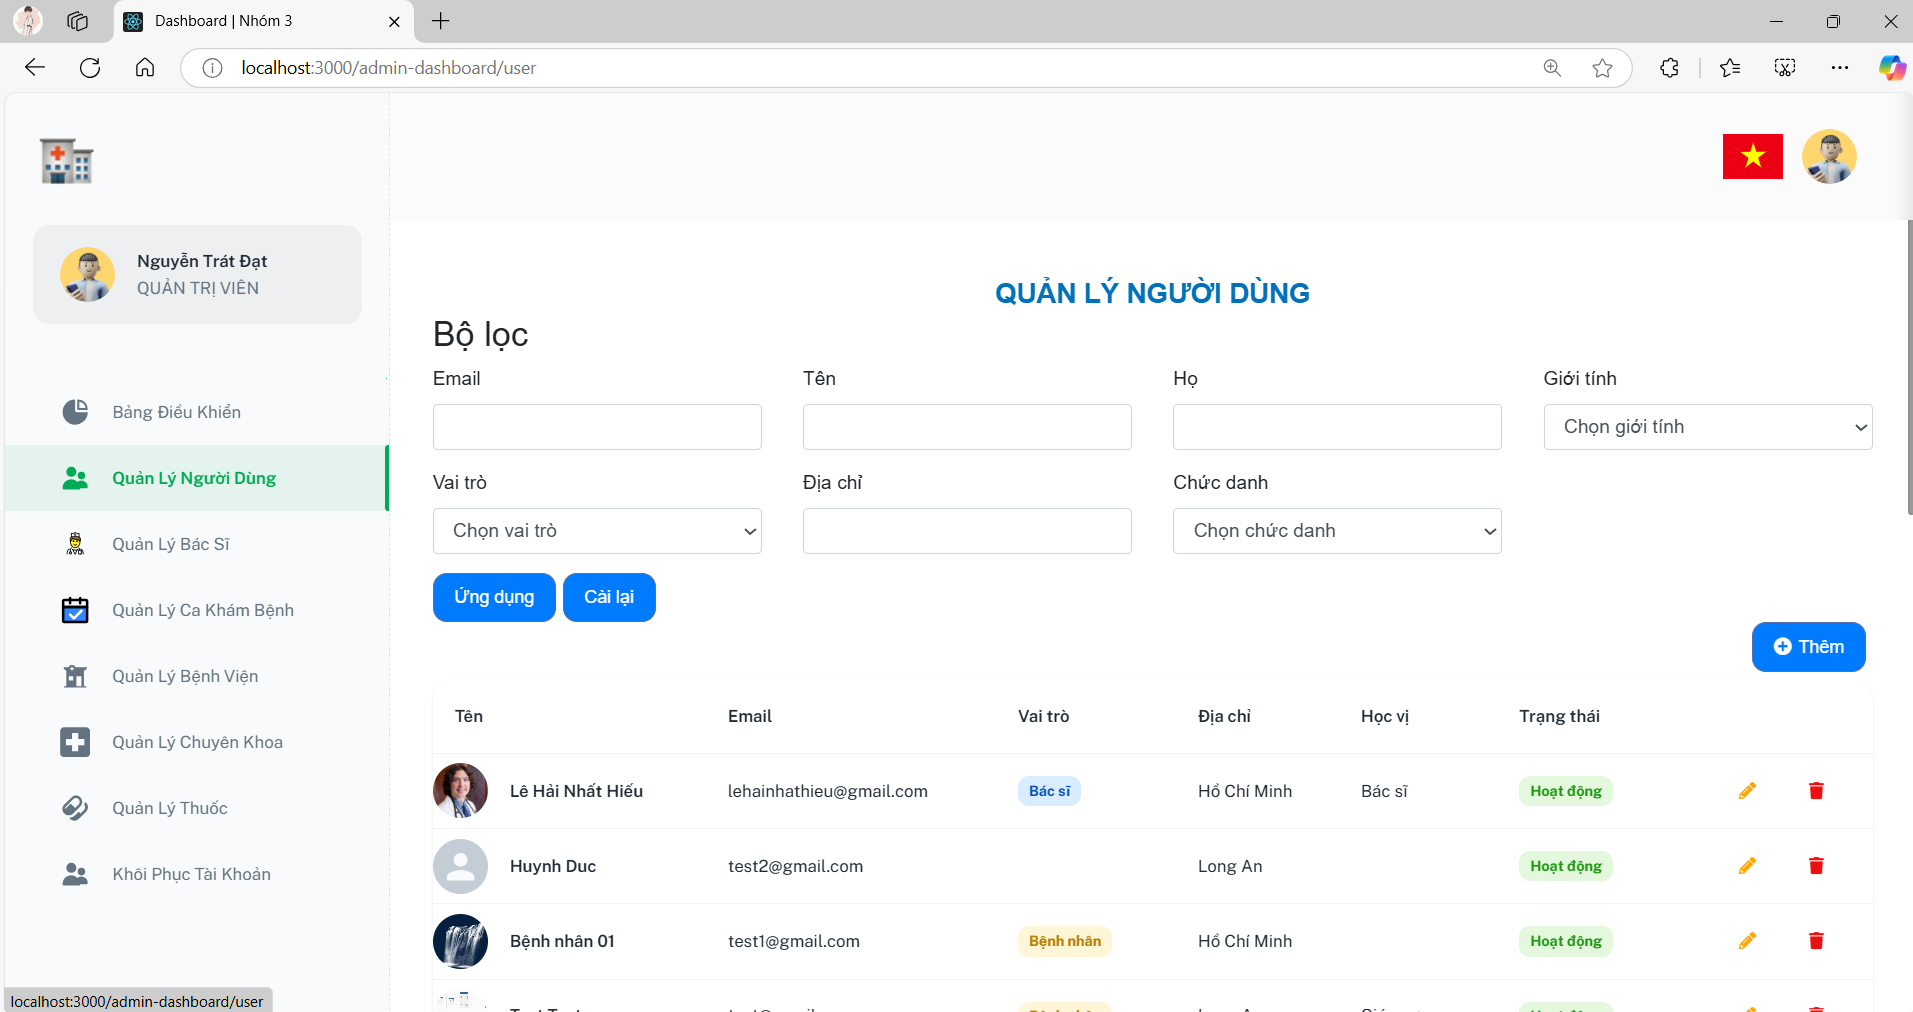 Dashboard | Nhóm 3
localhost:3000/admin-dashboard/user
Nguyễn Trát Đạt
QUẢN TRỊ VIÊN
Bảng Điều Khiển
Quản Lý Người Dùng
Quản Lý Bác Sĩ
Quản Lý Ca Khám Bệnh
Quản Lý Bệnh Viện
Quản Lý Chuyên Khoa
Quản Lý Thuốc
Khôi Phục Tài Khoản
QUẢN LÝ NGƯỜI DÙNG
Bộ lọc
Email Tên Họ Giới tính
Chọn giới tính
Vai trò Địa chỉ Chức danh
Chọn vai trò Chọn chức danh
Ứng dụng Cài lại
Thêm
Tên Email Vai trò Địa chỉ Học vị Trạng thái
Lê Hải Nhất Hiếu lehainhathieu@gmail.com Bác sĩ Hồ Chí Minh Bác sĩ Hoạt động
Huynh Duc test2@gmail.com Long An Hoạt động
Bệnh nhân 01 test1@gmail.com Bệnh nhân Hồ Chí Minh Hoạt động
localhost:3000/admin-dashboard/user